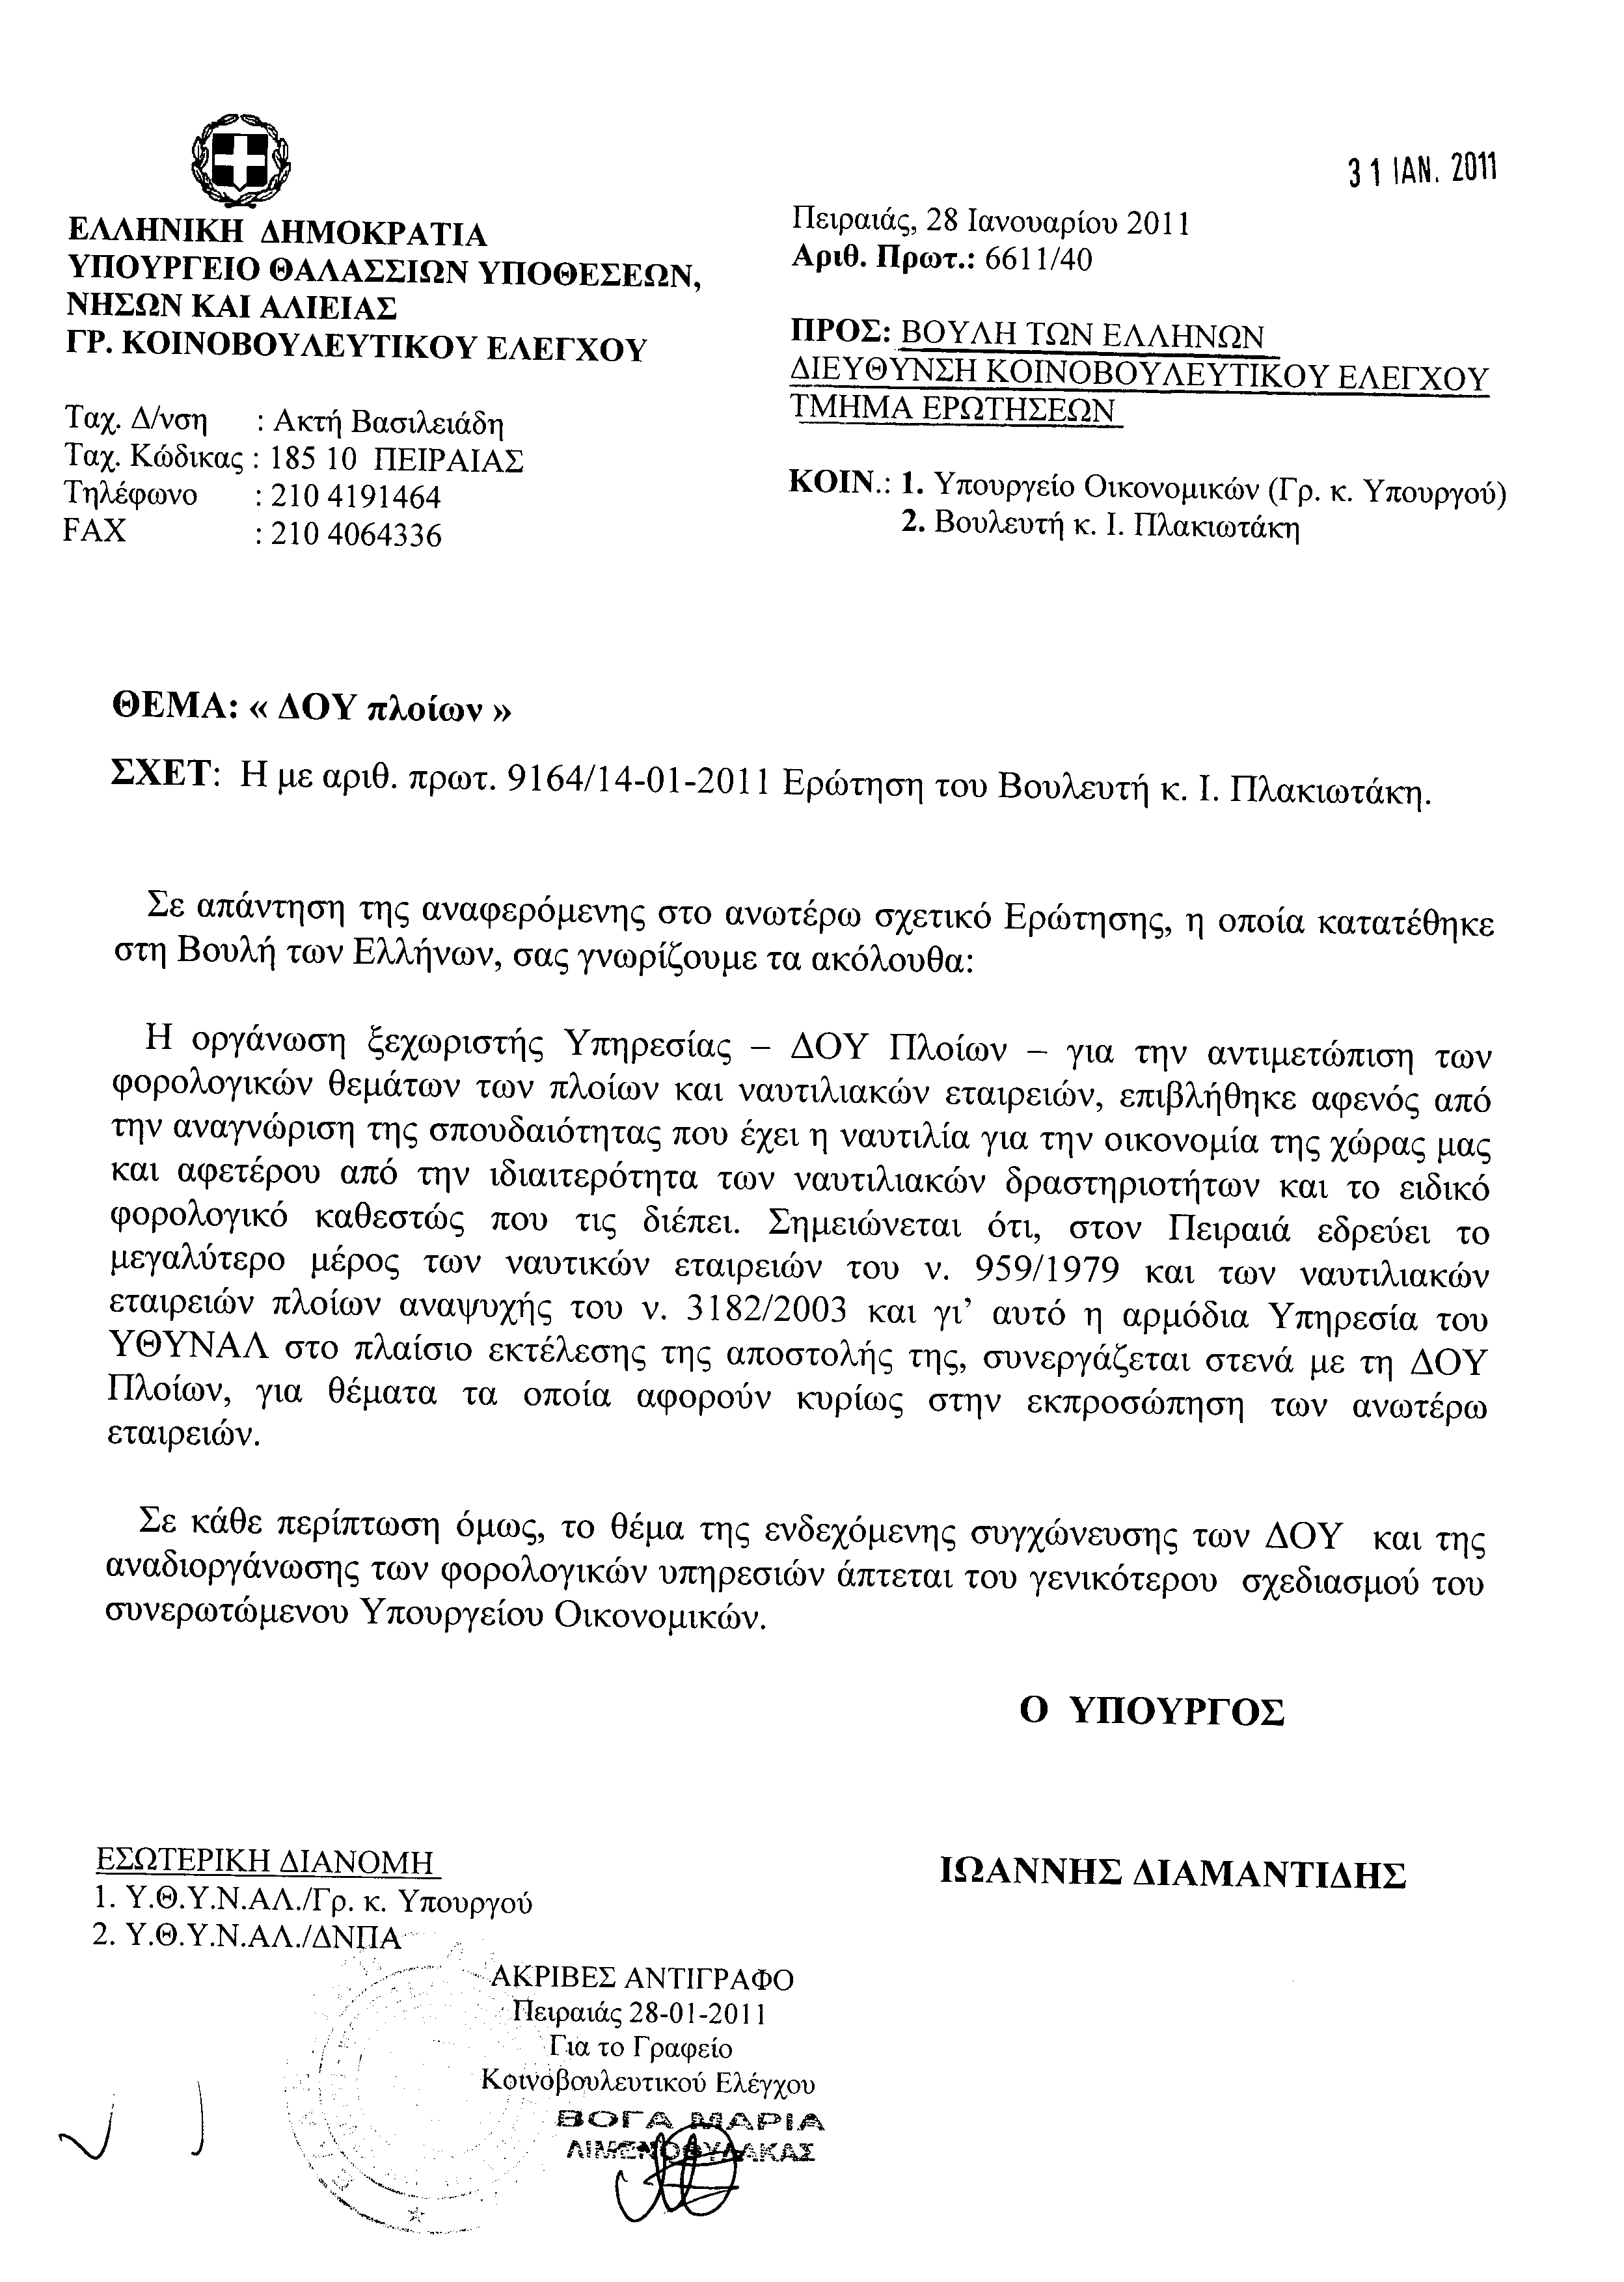 31 ΙΑΝ. 2011
ΕΛΛΗΝΙΚΗ ΔΗΜΟΚΡΑΤΙΑ
ΥΠΟΥΡΓΕΙΟ ΘΑΛΑΣΣΙΩΝ ΥΠΟΘΕΣΕΩΝ,
ΝΗΣΩΝ ΚΑΙ ΑΛΙΕΙΑΣ
ΓΡ. ΚΟΙΝΟΒΟΥΛΕΥΤΙΚΟΥ ΕΛΕΓΧΟΥ
Ταχ. Δ/νση : Ακτή Βασιλειάδη
Ταχ. Κώδικας : 185 10 ΠΕΙΡΑΙΑΣ
Τηλέφωνο : 210 4191464
FAX : 210 4064336
Πειραιάς, 28 Ιανουαρίου 2011
Αριθ. Πρωτ.: 6611/40
ΠΡΟΣ: ΒΟΥΛΗ ΤΩΝ ΕΛΛΗΝΩΝ
ΔΙΕΥΘΥΝΣΗ ΚΟΙΝΟΒΟΥΛΕΥΤΙΚΟΥ ΕΛΕΓΧΟΥ
ΤΜΗΜΑ ΕΡΩΤΗΣΕΩΝ
ΚΟΙΝ.: 1. Υπουργείο Οικονομικών (Γρ. κ. Υπουργού)
2. Βουλευτή κ. Ι. Πλακιωτάκη
ΘΕΜΑ: « ΔΟΥ πλοίων »
ΣΧΕΤ: Η με αριθ. πρωτ. 9164/14-01-2011 Ερώτηση του Βουλευτή κ. Ι. Πλακιωτάκη.
Σε απάντηση της αναφερόμενης στο ανωτέρω σχετικό Ερώτησης, η οποία κατατέθηκε
στη Βουλή των Ελλήνων, σας γνωρίζουμε τα ακόλουθα:
Η οργάνωση ξεχωριστής Υπηρεσίας – ΔΟΥ Πλοίων – για την αντιμετώπιση των
φορολογικών θεμάτων των πλοίων και ναυτιλιακών εταιρειών, επιβλήθηκε αφενός από
την αναγνώριση της σπουδαιότητας που έχει η ναυτιλία για την οικονομία της χώρας μας
και αφετέρου από την ιδιαιτερότητα των ναυτιλιακών δραστηριοτήτων και το ειδικό
φορολογικό καθεστώς που τις διέπει. Σημειώνεται ότι, στον Πειραιά εδρεύει το
μεγαλύτερο μέρος των ναυτικών εταιρειών του ν. 959/1979 και των ναυτιλιακών
εταιρειών πλοίων αναψυχής του ν. 3182/2003 και γι’ αυτό η αρμόδια Υπηρεσία του
ΥΘΥΝΑΛ στο πλαίσιο εκτέλεσης της αποστολής της, συνεργάζεται στενά με τη ΔΟΥ
Πλοίων, για θέματα τα οποία αφορούν κυρίως στην εκπροσώπηση των ανωτέρω
εταιρειών.
Σε κάθε περίπτωση όμως, το θέμα της ενδεχόμενης συγχώνευσης των ΔΟΥ και της
αναδιοργάνωσης των φορολογικών υπηρεσιών άπτεται του γενικότερου σχεδιασμού του
συνερωτώμενου Υπουργείου Οικονομικών.
Ο ΥΠΟΥΡΓΟΣ
ΙΩΑΝΝΗΣ ΔΙΑΜΑΝΤΙΔΗΣ
ΕΣΩΤΕΡΙΚΗ ΔΙΑΝΟΜΗ
1. Υ.Θ.Υ.Ν.ΑΛ./Γρ. κ. Υπουργού
2. Υ.Θ.Υ.Ν.ΑΛ./ΔΝΠΑ
ΑΚΡΙΒΕΣ ΑΝΤΙΓΡΑΦΟ
Πειραιάς 28-01-2011
Για το Γραφείο
Κοινοβουλευτικού Ελέγχου
ΒΟΓΑ ΜΑΡΙΑ
ΛΙΜΕΝΟΦΥΛΑΚΑΣ